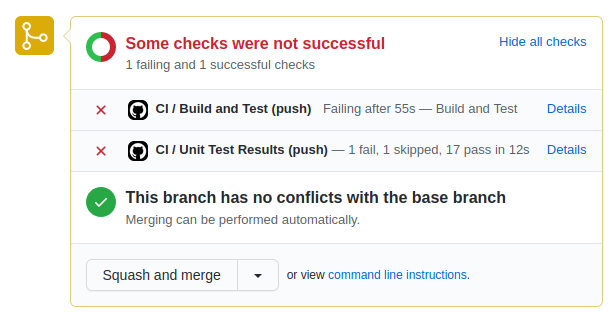 Some checks were not successful
Hide all checks
1 failing and 1 successful checks
CI / Build and Test (push) Failing after 55s — Build and Test Details
CI / Unit Test Results (push) — 1 fail, 1 skipped, 17 pass in 12s Details
This branch has no conflicts with the base branch
Merging can be performed automatically.
Squash and merge or view command line instructions.